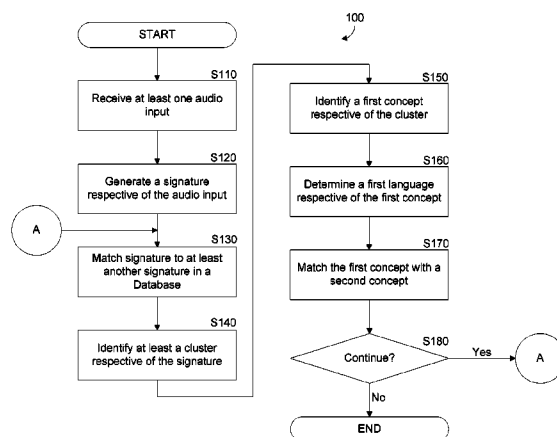 100
START
S110
Receive at least one audio
input
S120
Generate a signature
respective of the audio input
A
S130
Match signature to at least
another signature in a
Database
S140
Identify at least a cluster
respective of the signature
S150
Identify a first concept
respective of the cluster
S160
Determine a first language
respective of the first concept
S170
Match the first concept with a
second concept
S180
Continue?
Yes
A
No
END